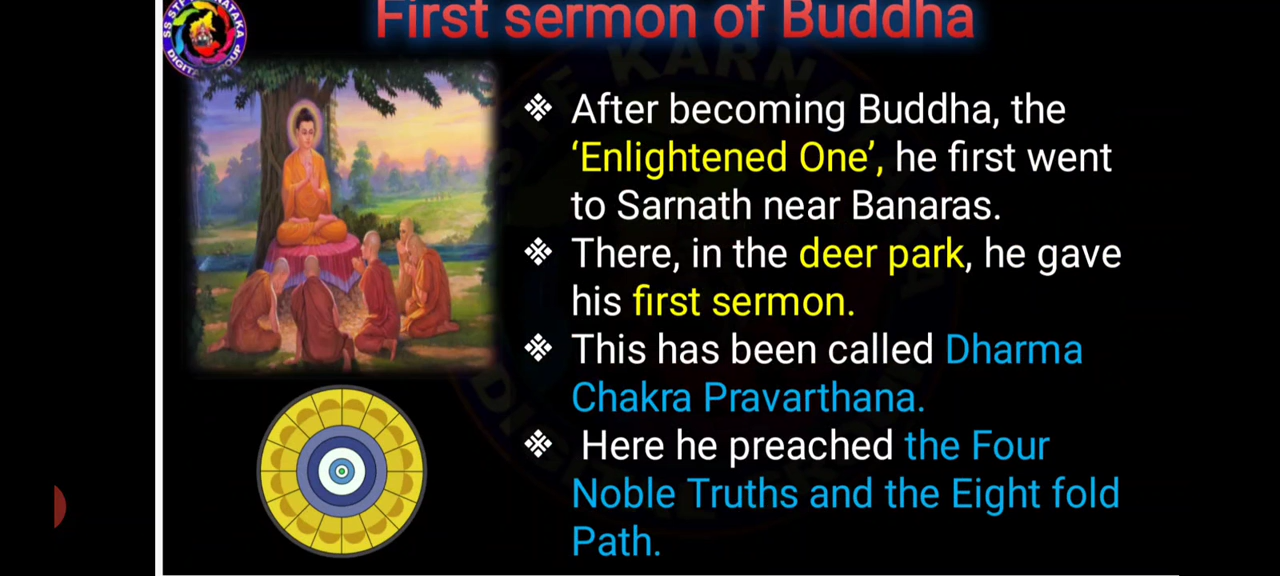 First sermon of Buddha
❖ After becoming Buddha, the
‘Enlightened One’, he first went
to Sarnath near Banaras.
❖ There, in the deer park, he gave
his first sermon.
❖ This has been called Dharma
Chakra Pravarthana.
❖ Here he preached the Four
Noble Truths and the Eight fold
Path.